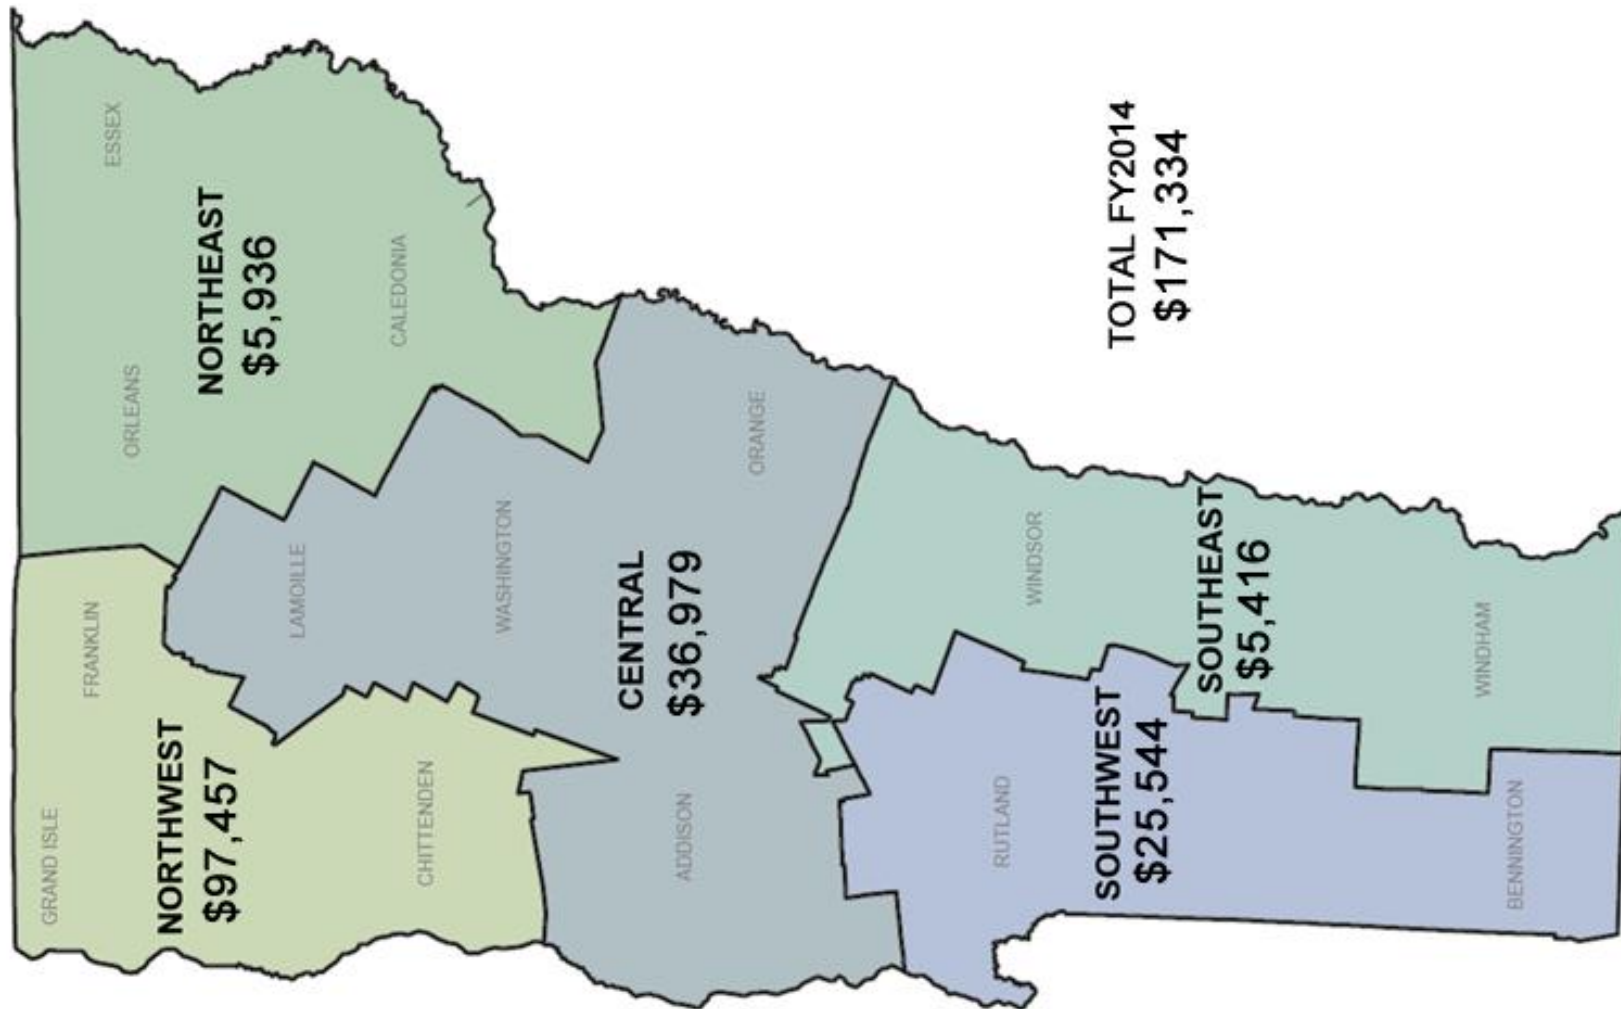 GRAND ISLE
FRANKLIN
ESSEX
ORLEANS
NORTHWEST
$97,457
NORTHEAST
$5,936
LAMOILLE
CALEDONIA
CHITTENDEN
WASHINGTON
CENTRAL
$36,979
ADDISON
ORANGE
RUTLAND
WINDSOR
SOUTHWEST
$25,544
TOTAL FY2014
$171,334
SOUTHEAST
$5,416
WINDHAM
BENNINGTON